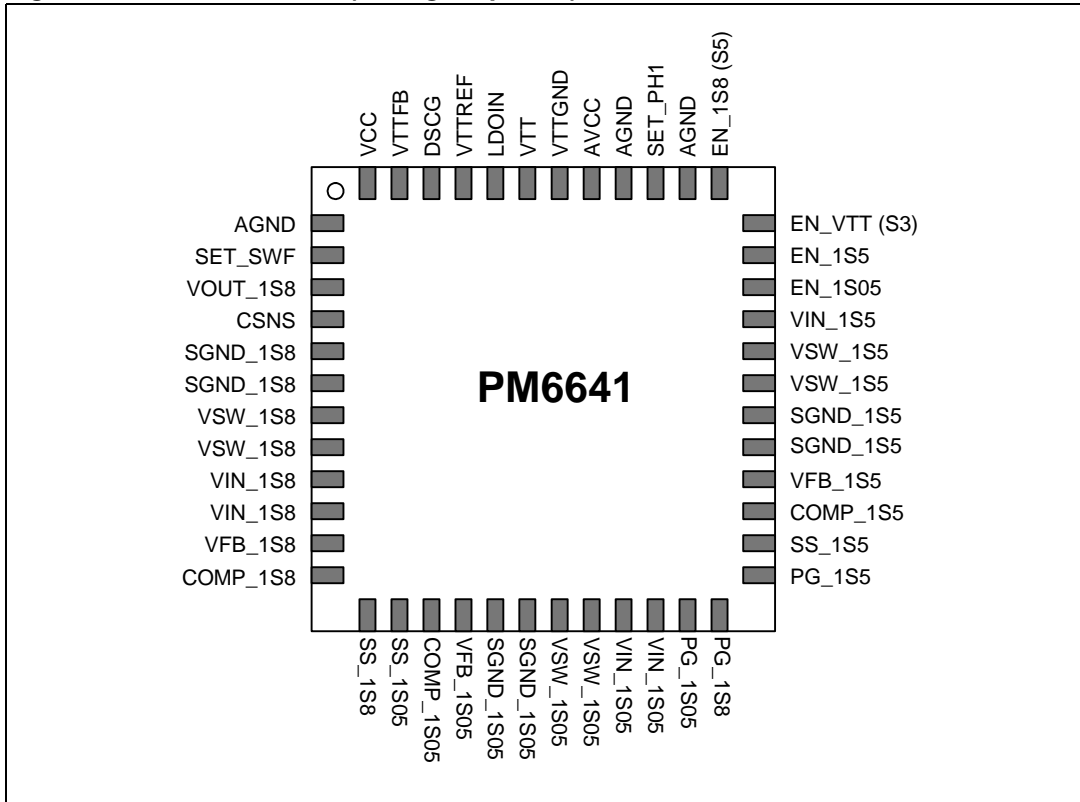 VCC
VTTFB
DSCG
VTTREF
LDOIN
VTT
VTTGND
AVCC
AGND
SET_PH1
AGND
EN_1S8 (S5)
AGND
SET_SWF
VOUT_1S8
CSNS
SGND_1S8
SGND_1S8
VSW_1S8
VSW_1S8
VIN_1S8
VIN_1S8
VFB_1S8
COMP_1S8
PM6641
EN_VTT (S3)
EN_1S5
EN_1S05
VIN_1S5
VSW_1S5
VSW_1S5
SGND_1S5
SGND_1S5
VFB_1S5
COMP_1S5
SS_1S5
PG_1S5
SS_1S8
SS_1S05
COMP_1S05
VFB_1S05
SGND_1S05
SGND_1S05
VSW_1S05
VSW_1S05
VIN_1S05
VIN_1S05
PG_1S05
PG_1S8